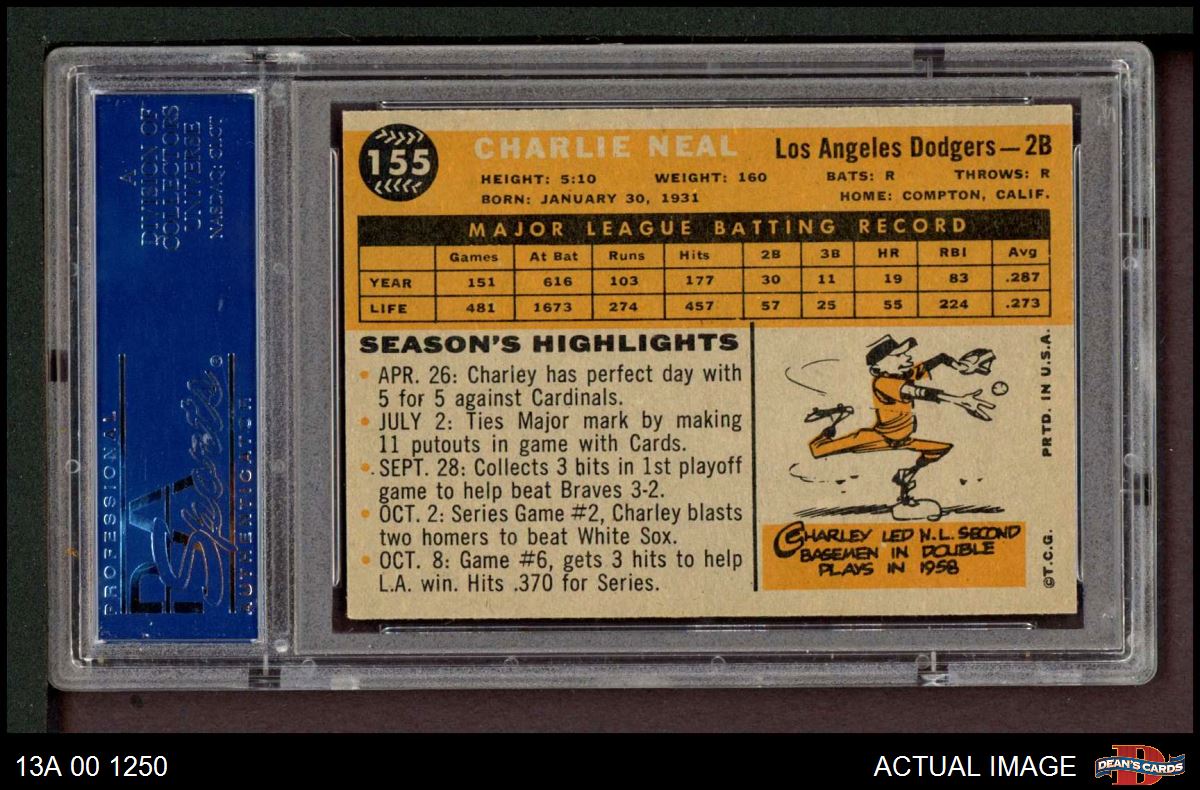 A
DIVISION OF
COLLECTORS
UNIVERSE
NASDAQ: CLCT
PROFESSIONAL
PSA
Sports
AUTHENTICATOR
155
CHARLIE NEAL
Los Angeles Dodgers—2B
HEIGHT: 5:10 WEIGHT: 160 BATS: R THROWS: R
BORN: JANUARY 30, 1931 HOME: COMPTON, CALIF.
MAJOR LEAGUE BATTING RECORD
Games At Bat Runs Hits 2B 3B HR RBI Avg
YEAR 151 616 103 177 30 11 19 83 .287
LIFE 481 1673 274 457 57 25 55 224 .273
SEASON'S HIGHLIGHTS
• APR. 26: Charley has perfect day with
5 for 5 against Cardinals.
• JULY 2: Ties Major mark by making
11 putouts in game with Cards.
• SEPT. 28: Collects 3 bits in 1st playoff
game to help beat Braves 3-2.
• OCT. 2: Series Game #2, Charley blasts
two homers to beat White Sox.
• OCT. 8: Game #6, gets 3 hits to help
L.A. win. Hits .370 for Series.
CHARLEY LED N.L. SECOND
BASEMEN IN DOUBLE
PLAYS IN 1958
PRTD. IN U.S.A.
©T.C.G.
13A 00 1250
ACTUAL IMAGE
DEAN'S CARDS